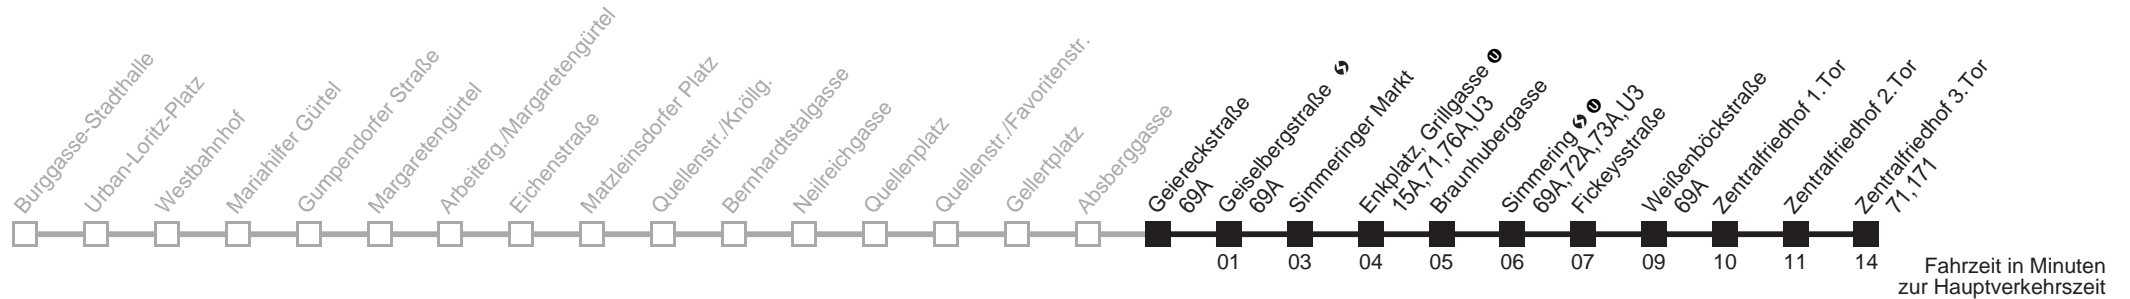 Burggasse-Stadthalle
Urban-Loritz-Platz
Westbahnhof
Mariahilfer Gürtel
Gumpendorfer Straße
Margaretengürtel
Arbeiterg./Margaretengürtel
Eichenstraße
Matzleinsdorfer Platz
Quellenstr./Knöllg.
Bernhardtstalgasse
Neilreichgasse
Quellenplatz
Quellenstr./Favoritenstr.
Gellertplatz
Absberggasse
Geiereckstraße
69A
Geiselbergstraße S
69A
Simmeringer Markt
Enkplatz, Grillgasse U
15A,71,76A,U3
Braunhubergasse
Simmering S U
69A,72A,73A,U3
Fickeysstraße
Weißenböckstraße
69A
Zentralfriedhof 1.Tor
Zentralfriedhof 2.Tor
Zentralfriedhof 3.Tor
71,171
01 03 04 05 06 07 09 10 11 14
Fahrzeit in Minuten
zur Hauptverkehrszeit